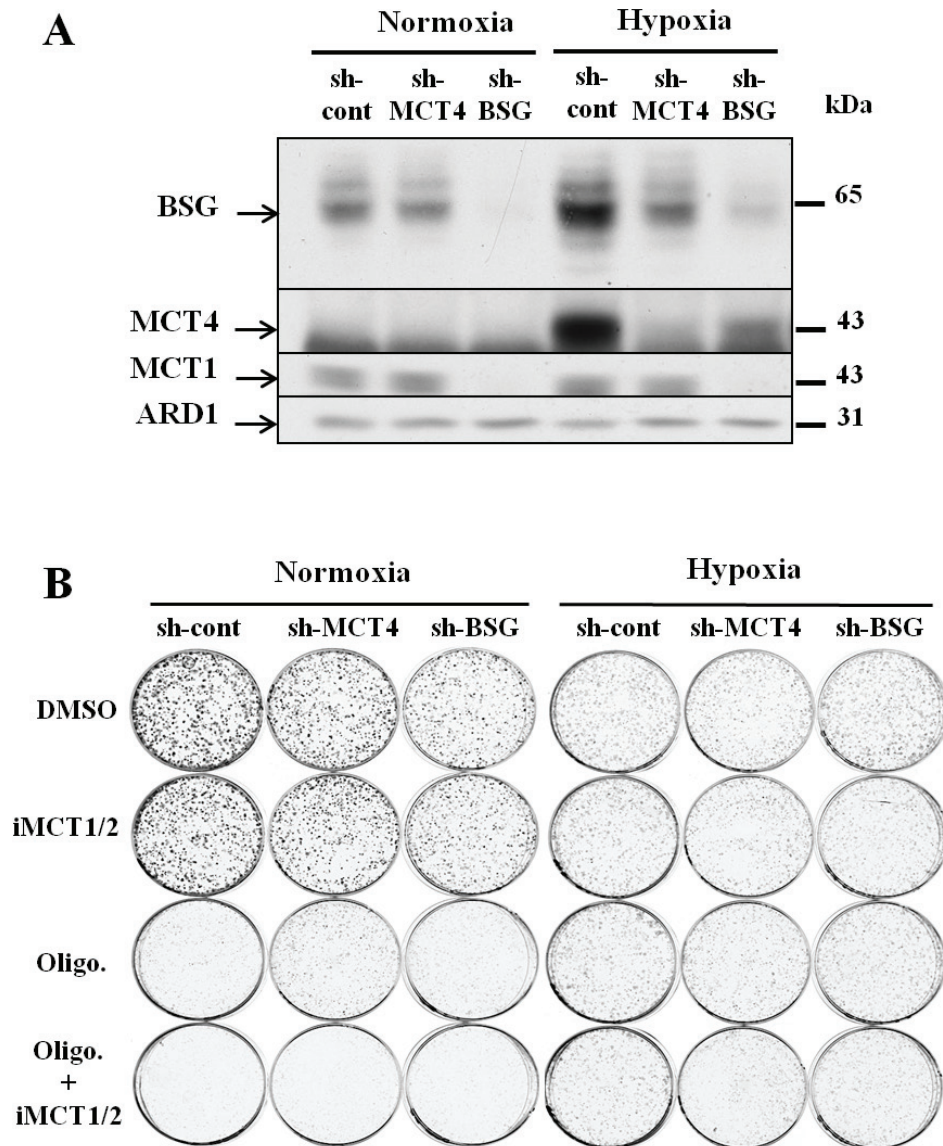 A
Normoxia Hypoxia
sh- sh- sh- sh- sh- sh-
cont MCT4 BSG cont MCT4 BSG kDa
BSG 65
MCT4 43
MCT1 43
ARD1 31
B
Normoxia Hypoxia
sh-cont sh-MCT4 sh-BSG sh-cont sh-MCT4 sh-BSG
DMSO
iMCT1/2
Oligo.
Oligo.
+
iMCT1/2